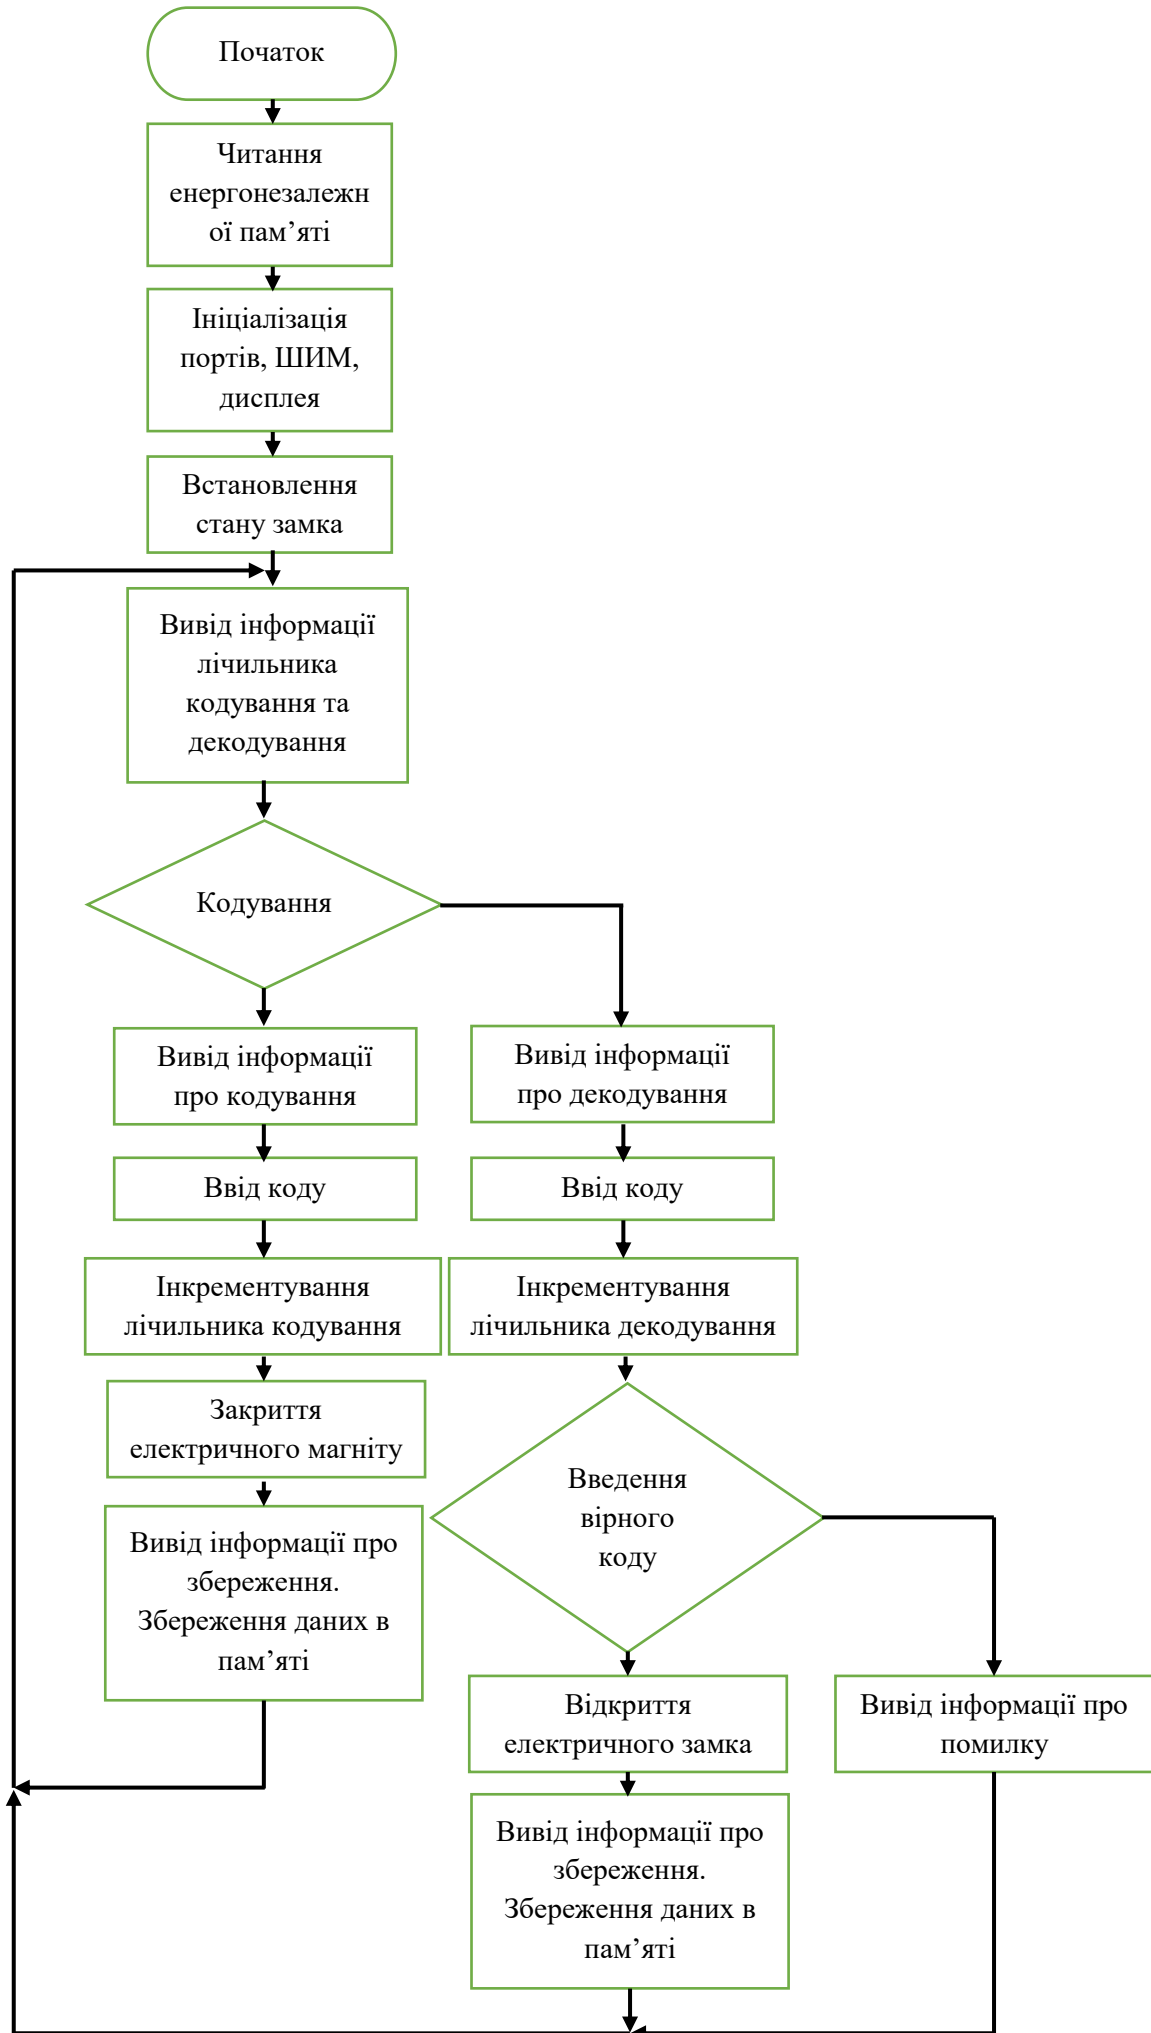 Початок
Читання
енергонезалежн
ої пам’яті
Ініціалізація
портів, ШИМ,
дисплея
Встановлення
стану замка
Вивід інформації
лічильника
кодування та
декодування
Кодування
Вивід інформації
про кодування
Вивід інформації
про декодування
Ввід коду
Ввід коду
Інкрементування
лічильника кодування
Інкрементування
лічильника декодування
Закриття
електричного магніту
Введення
вірного
коду
Вивід інформації про
збереження.
Збереження даних в
пам’яті
Відкриття
електричного замка
Вивід інформації про
помилку
Вивід інформації про
збереження.
Збереження даних в
пам’яті